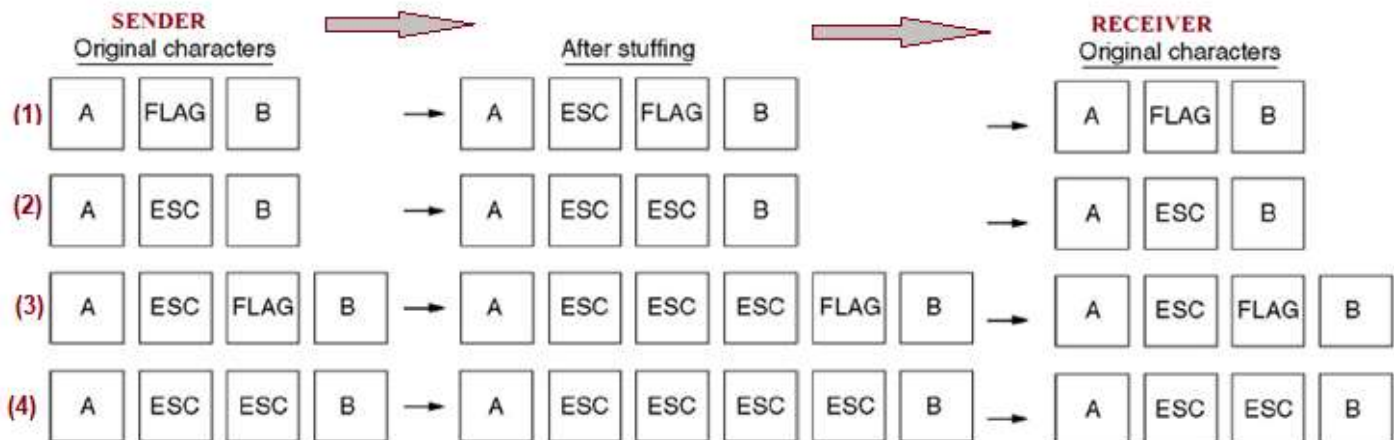 SENDER RECEIVER
Original characters After stuffing Original characters
(1) A FLAG B → A ESC FLAG B → A FLAG B
(2) A ESC B → A ESC ESC B → A ESC B
(3) A ESC FLAG B → A ESC ESC ESC FLAG B → A ESC FLAG B
(4) A ESC ESC B → A ESC ESC ESC ESC B → A ESC ESC B